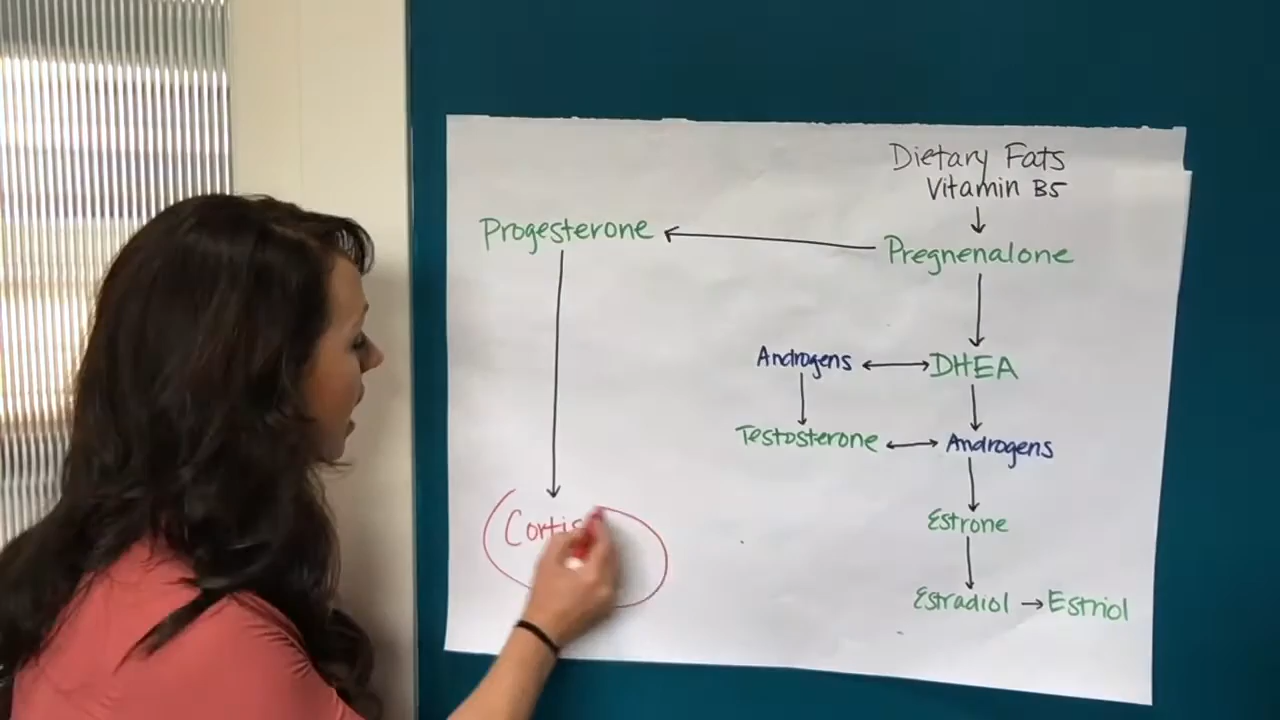 Dietary Fats
Vitamin B5
Progesterone
Pregnenalone
Androgens
DHEA
Testosterone
Androgens
Estrone
Estradiol
Estriol